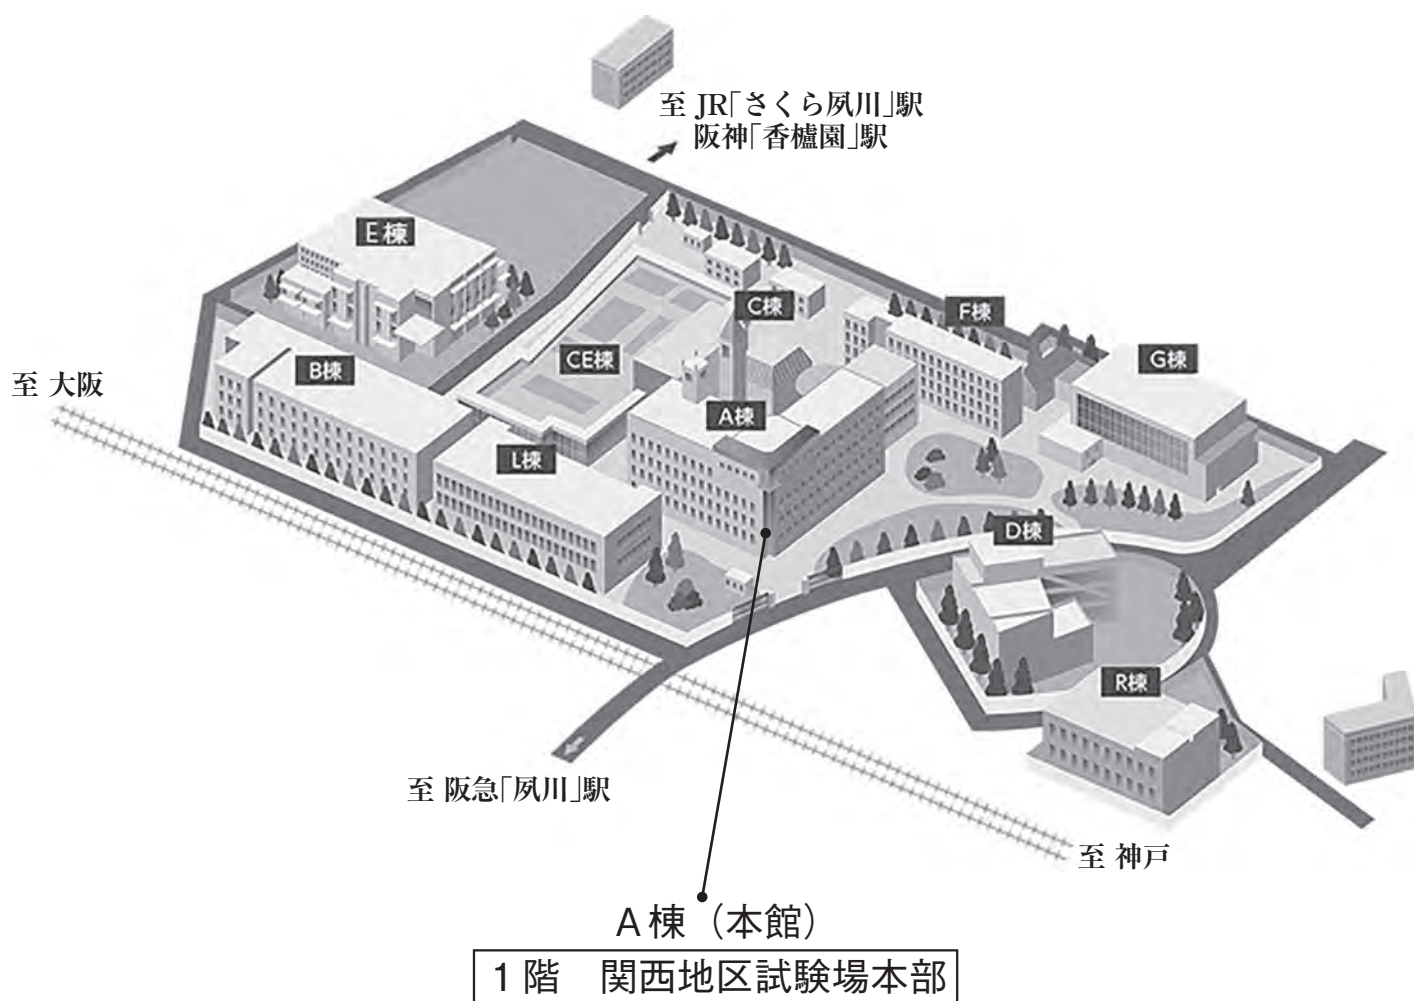 至 JR「さくら夙川」駅
阪神「香櫨園」駅
E棟
C棟
F棟
G棟
CE棟
B棟
至 大阪
A棟
L棟
D棟
R棟
至 阪急「夙川」駅
至 神戸
A棟（本館）
1階　関西地区試験場本部